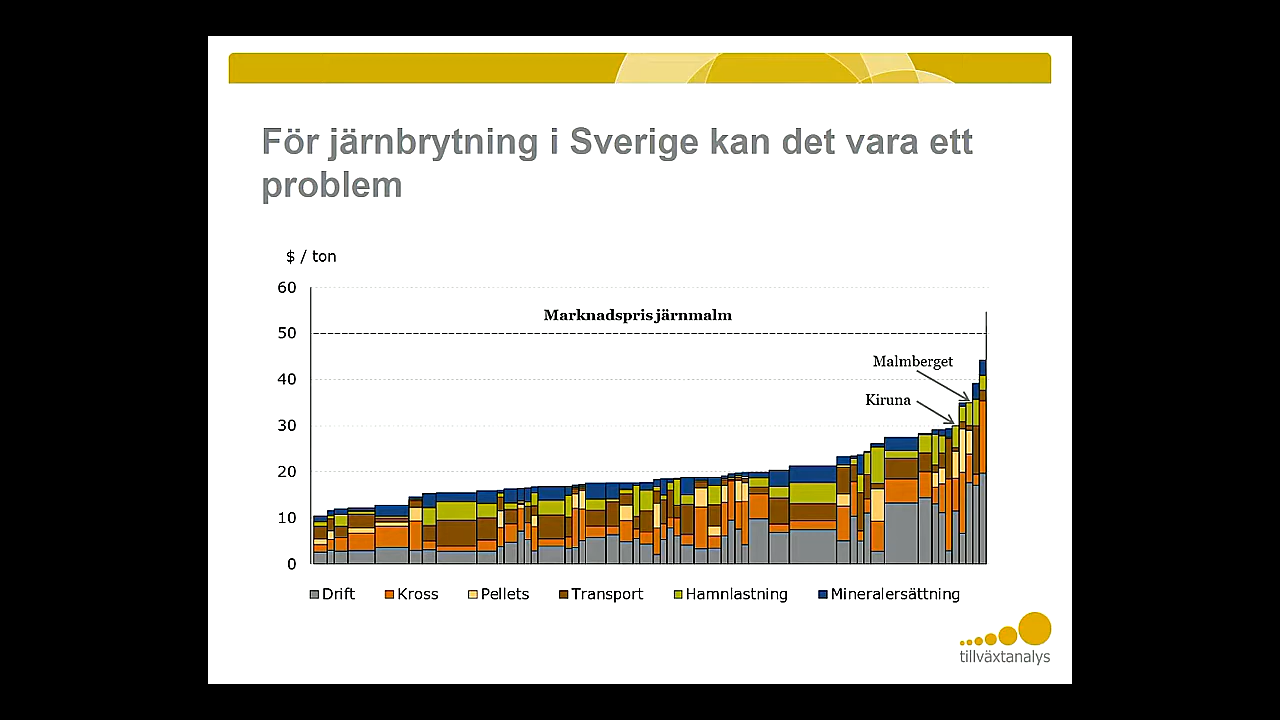 För järnbrytning i Sverige kan det vara ett
problem
$ / ton
60
Marknadspris järnmalm
50
Malmberget
40
Kiruna
30
20
10
0
Drift Kross Pellets Transport Hamnlastning Mineralersättning
tillväxtanalys